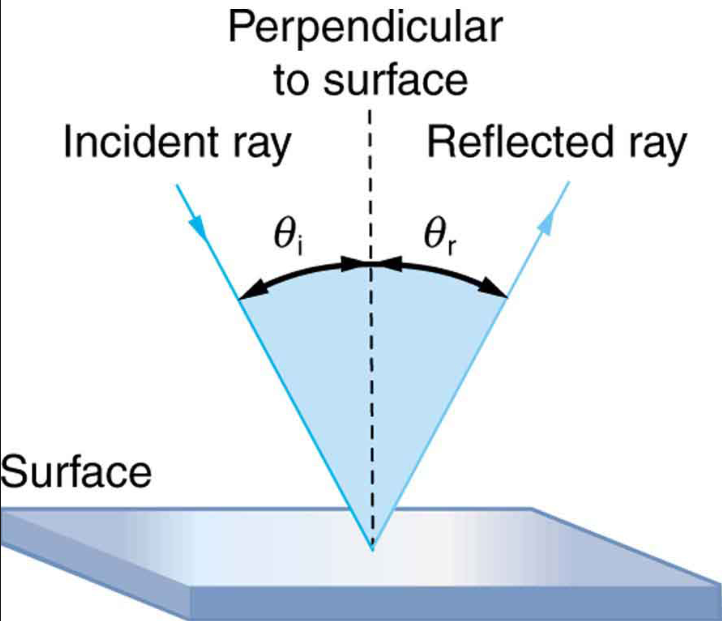 Perpendicular
to surface
Incident ray
Reflected ray
θi
θr
Surface